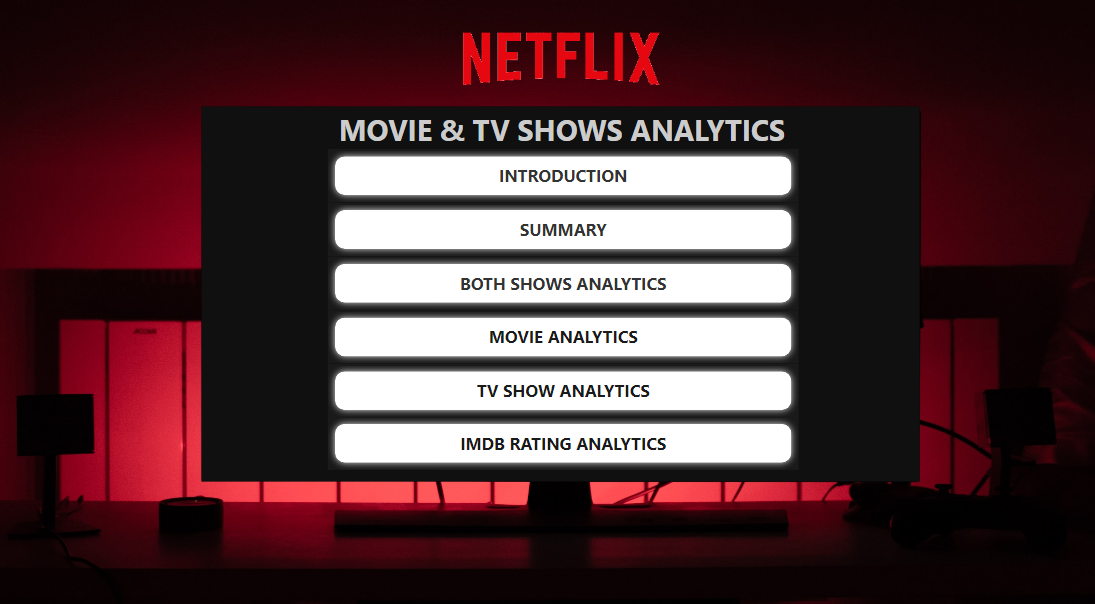 NETFLIX
MOVIE & TV SHOWS ANALYTICS
INTRODUCTION
SUMMARY
BOTH SHOWS ANALYTICS
MOVIE ANALYTICS
TV SHOW ANALYTICS
IMDB RATING ANALYTICS